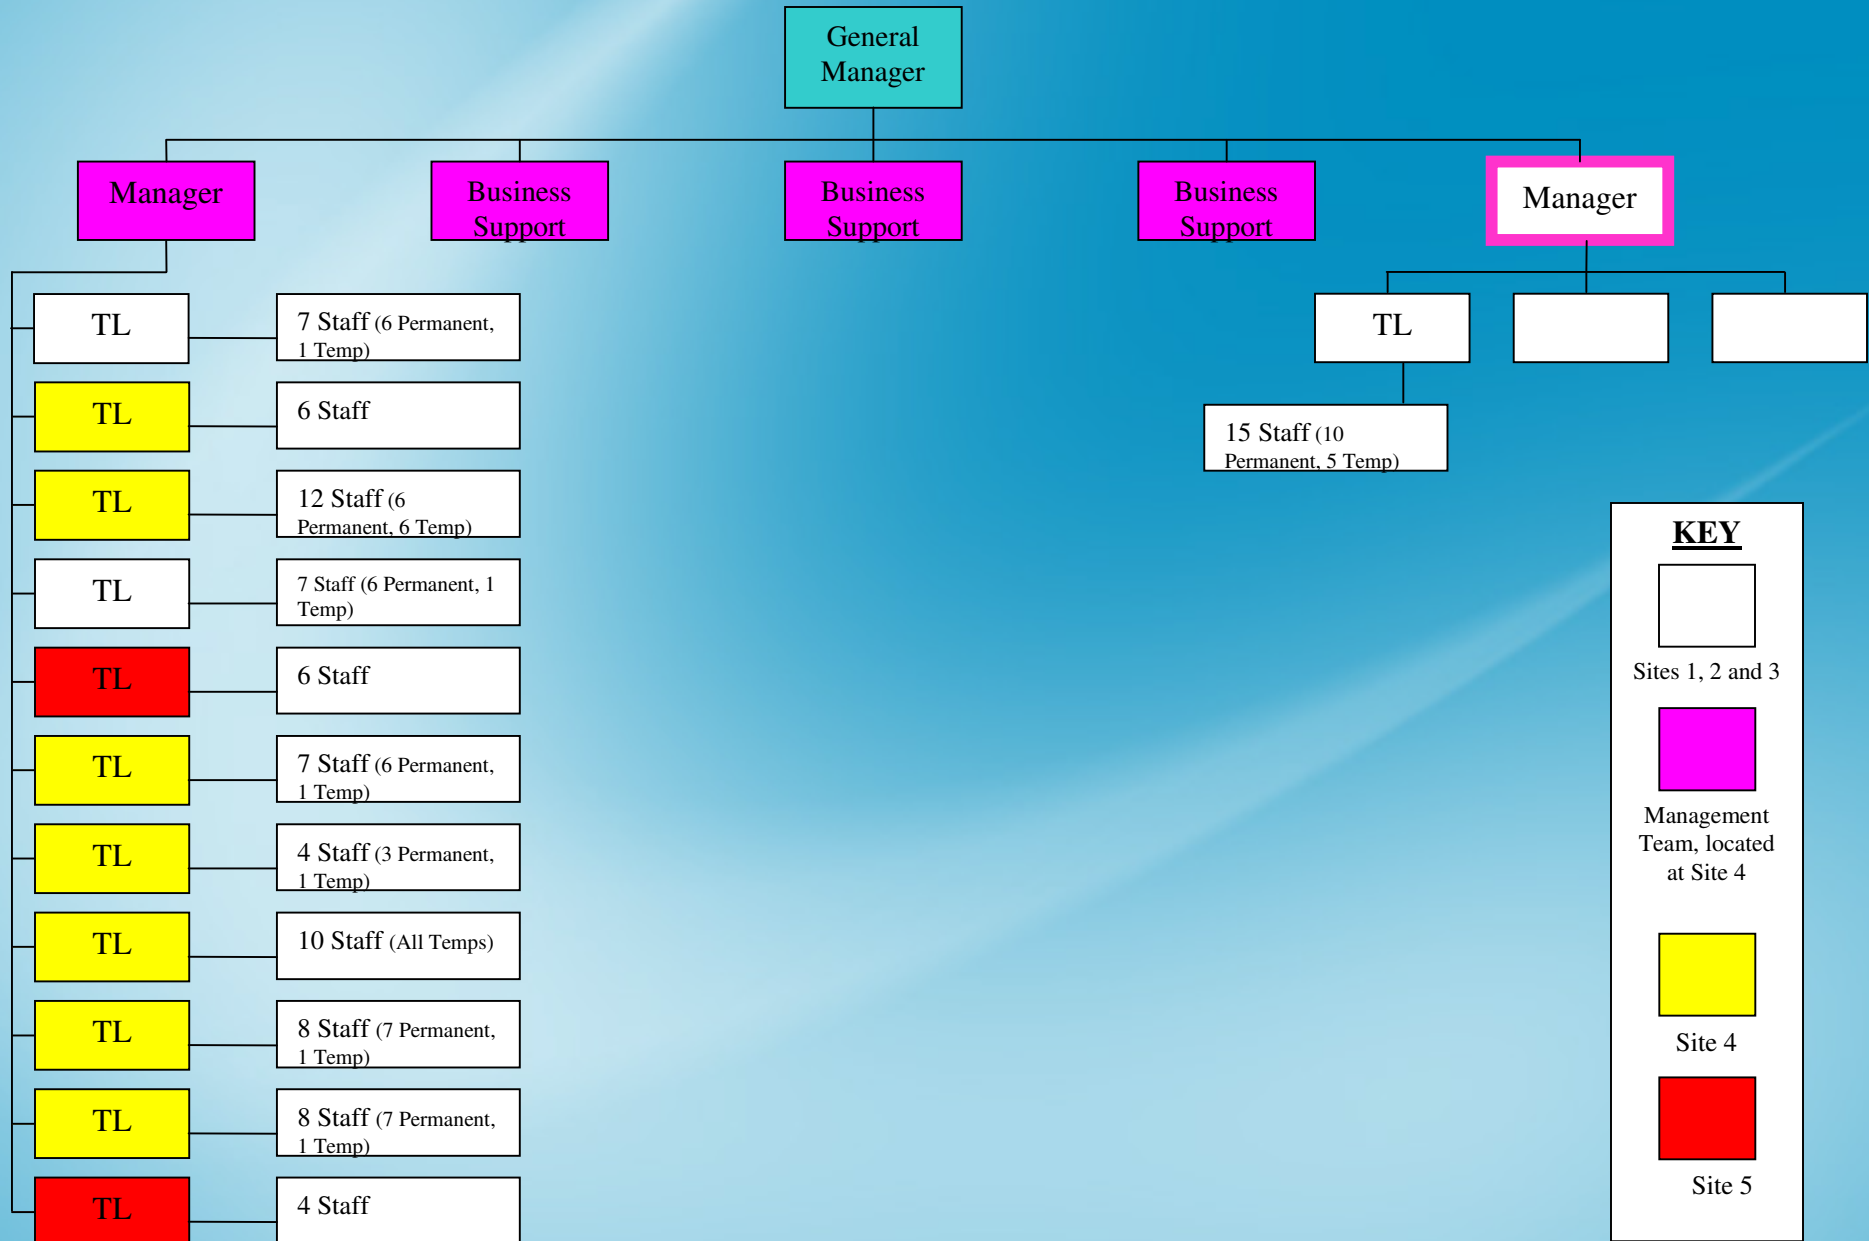 General
Manager
Manager
Business
Support
Business
Support
Business
Support
Manager
TL
7 Staff (6 Permanent,
1 Temp)
TL
6 Staff
TL
12 Staff (6
Permanent, 6 Temp)
TL
7 Staff (6 Permanent, 1
Temp)
TL
6 Staff
TL
7 Staff (6 Permanent,
1 Temp)
TL
4 Staff (3 Permanent,
1 Temp)
TL
10 Staff (All Temps)
TL
8 Staff (7 Permanent,
1 Temp)
TL
8 Staff (7 Permanent,
1 Temp)
TL
4 Staff
TL
15 Staff (10
Permanent, 5 Temp)
KEY
Sites 1, 2 and 3
Management
Team, located
at Site 4
Site 4
Site 5